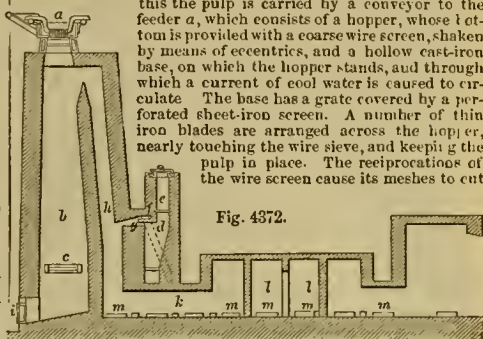 this the pulp is carried by a conveyor to the
feeder a, which consists of a hopper, whose bot-
tom is provided with a coarse wire screen, shaken
by means of eccentrics, and a hollow cast-iron
base, on which the hopper stands, and through
which a current of cool water is caused to cir-
culate The base has a grate covered by a per-
forated sheet-iron screen. A number of thin
iron blades are arranged across the hopper,
nearly touching the wire sieve, and keeping the
pulp in place. The reciprocations of
the wire screen cause its meshes to cut
Fig. 4372.
a
b
h
c
i
e
g
d
k
l
l
m
m
m
m
m